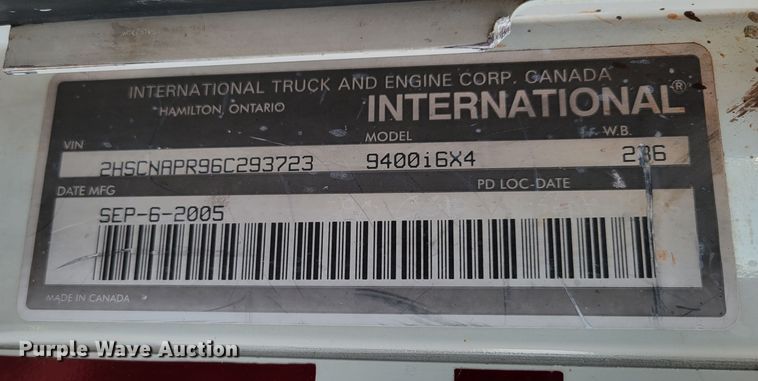 INTERNATIONAL TRUCK AND ENGINE CORP. CANADA
HAMILTON, ONTARIO
INTERNATIONAL®
VIN MODEL W.B.
2HSCNAPR96C293723 9400i6X4 236
DATE MFG PD LOC-DATE
SEP-6-2005
MADE IN CANADA
Purple Wave Auction